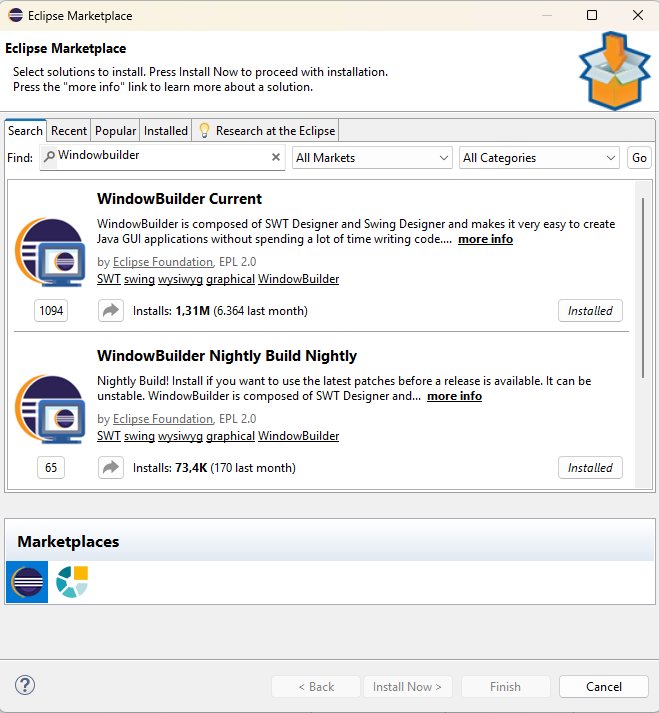 Eclipse Marketplace
Eclipse Marketplace
Select solutions to install. Press Install Now to proceed with installation.
Press the "more info" link to learn more about a solution.
Search Recent Popular Installed Research at the Eclipse
Find: Windowbuilder All Markets All Categories Go
WindowBuilder Current
WindowBuilder is composed of SWT Designer and Swing Designer and makes it very easy to create
Java GUI applications without spending a lot of time writing code.... more info
by Eclipse Foundation, EPL 2.0
SWT swing wysiwyg graphical WindowBuilder
1094 Installs: 1,31M (6.364 last month) Installed
WindowBuilder Nightly Build Nightly
Nightly Build! Install if you want to use the latest patches before a release is available. It can be
unstable. WindowBuilder is composed of SWT Designer and... more info
by Eclipse Foundation, EPL 2.0
SWT swing wysiwyg graphical WindowBuilder
65 Installs: 73,4K (170 last month) Installed
Marketplaces
? < Back Install Now > Finish Cancel